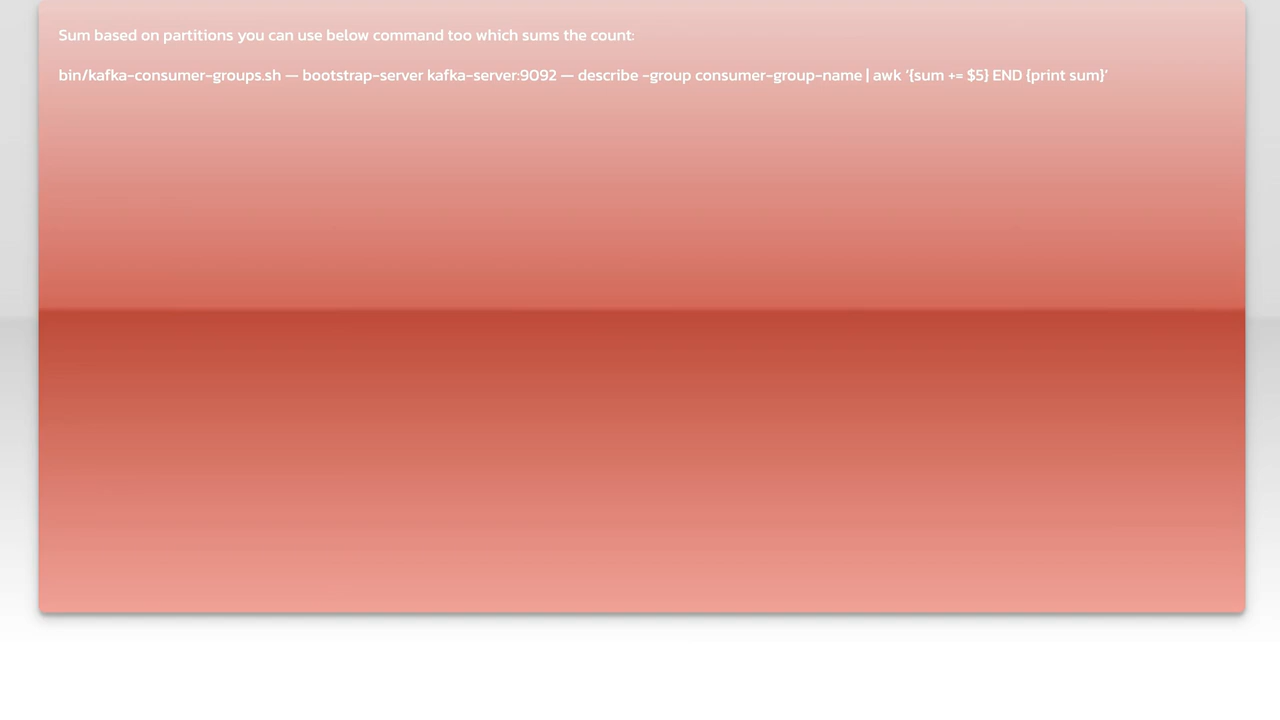 Sum based on partitions you can use below command too which sums the count:
bin/kafka-consumer-groups.sh — bootstrap-server kafka-server:9092 — describe -group consumer-group-name | awk '{sum += $5} END {print sum}'